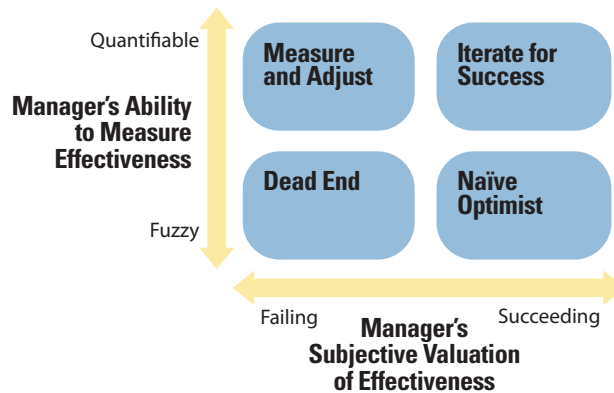 Quantifiable
Manager's Ability
to Measure
Effectiveness
Fuzzy
Measure
and Adjust
Iterate for
Success
Dead End
Naïve
Optimist
Failing
Succeeding
Manager's
Subjective Valuation
of Effectiveness